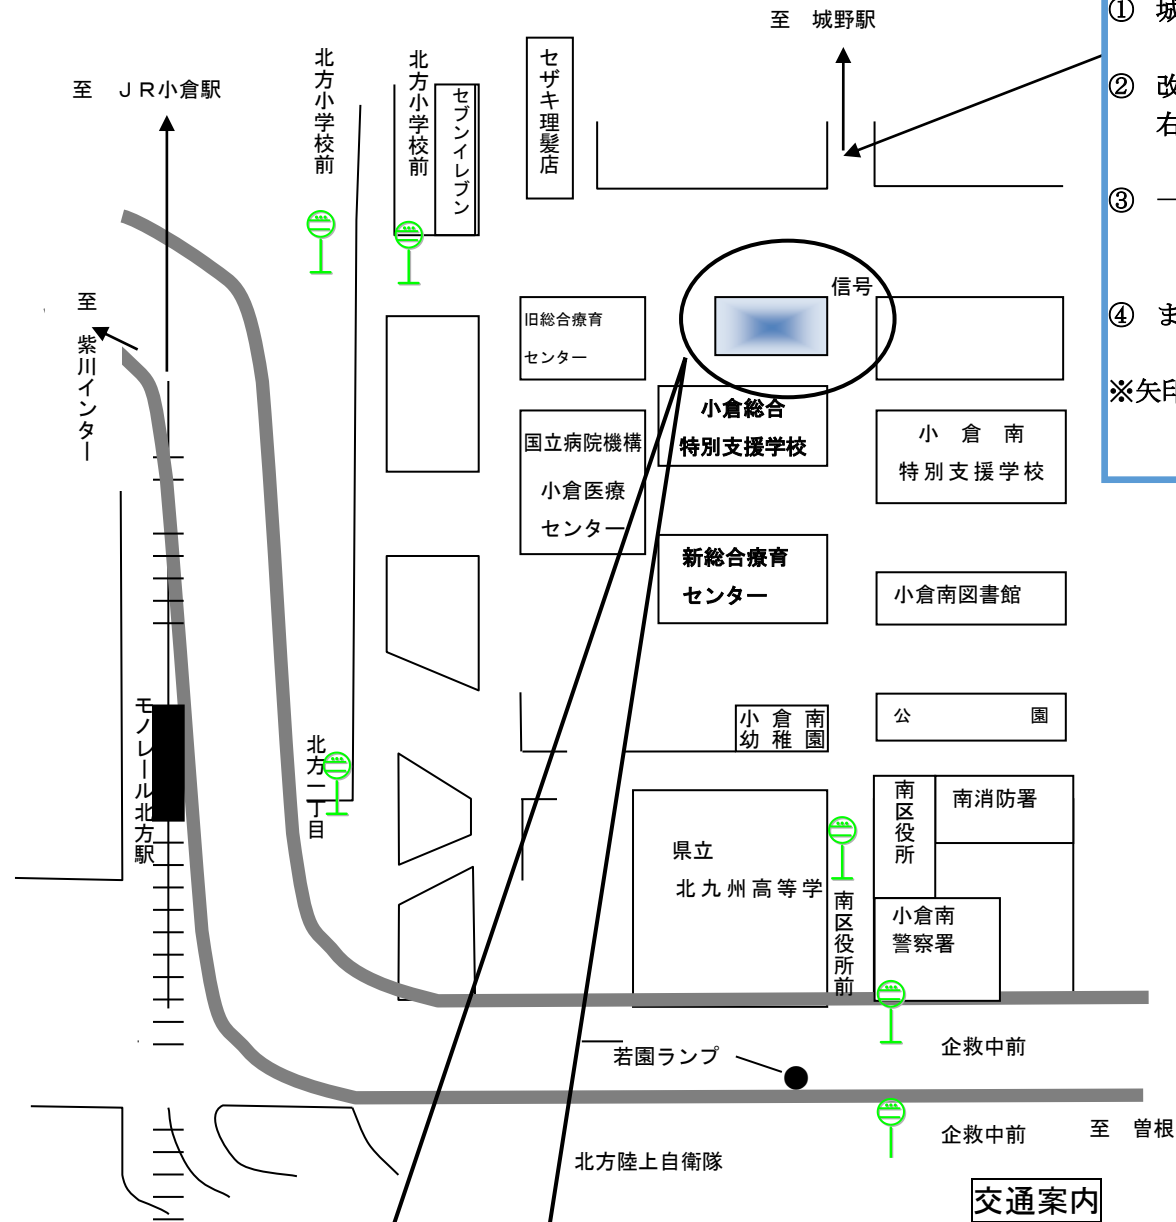 至　城野駅
①　城
②　改
右
③　一
④　ま
※矢印
至　ＪＲ小倉駅
北方小学校前
北方小学校前
セブンイレブン
セザキ理髪店
信号
至　紫川インター
旧総合療育
センター
小倉総合
特別支援学校
国立病院機構
小倉医療
センター
小　倉　南
特別支援学校
新総合療育
センター
小倉南図書館
モノレール北方駅
北方一丁目
小倉南
幼稚園
公　園
県立
北九州高等学
南区役所
南消防署
南区役所前
小倉南
警察署
企救中前
若園ランプ
企救中前
至　曽根
北方陸上自衛隊
交通案内